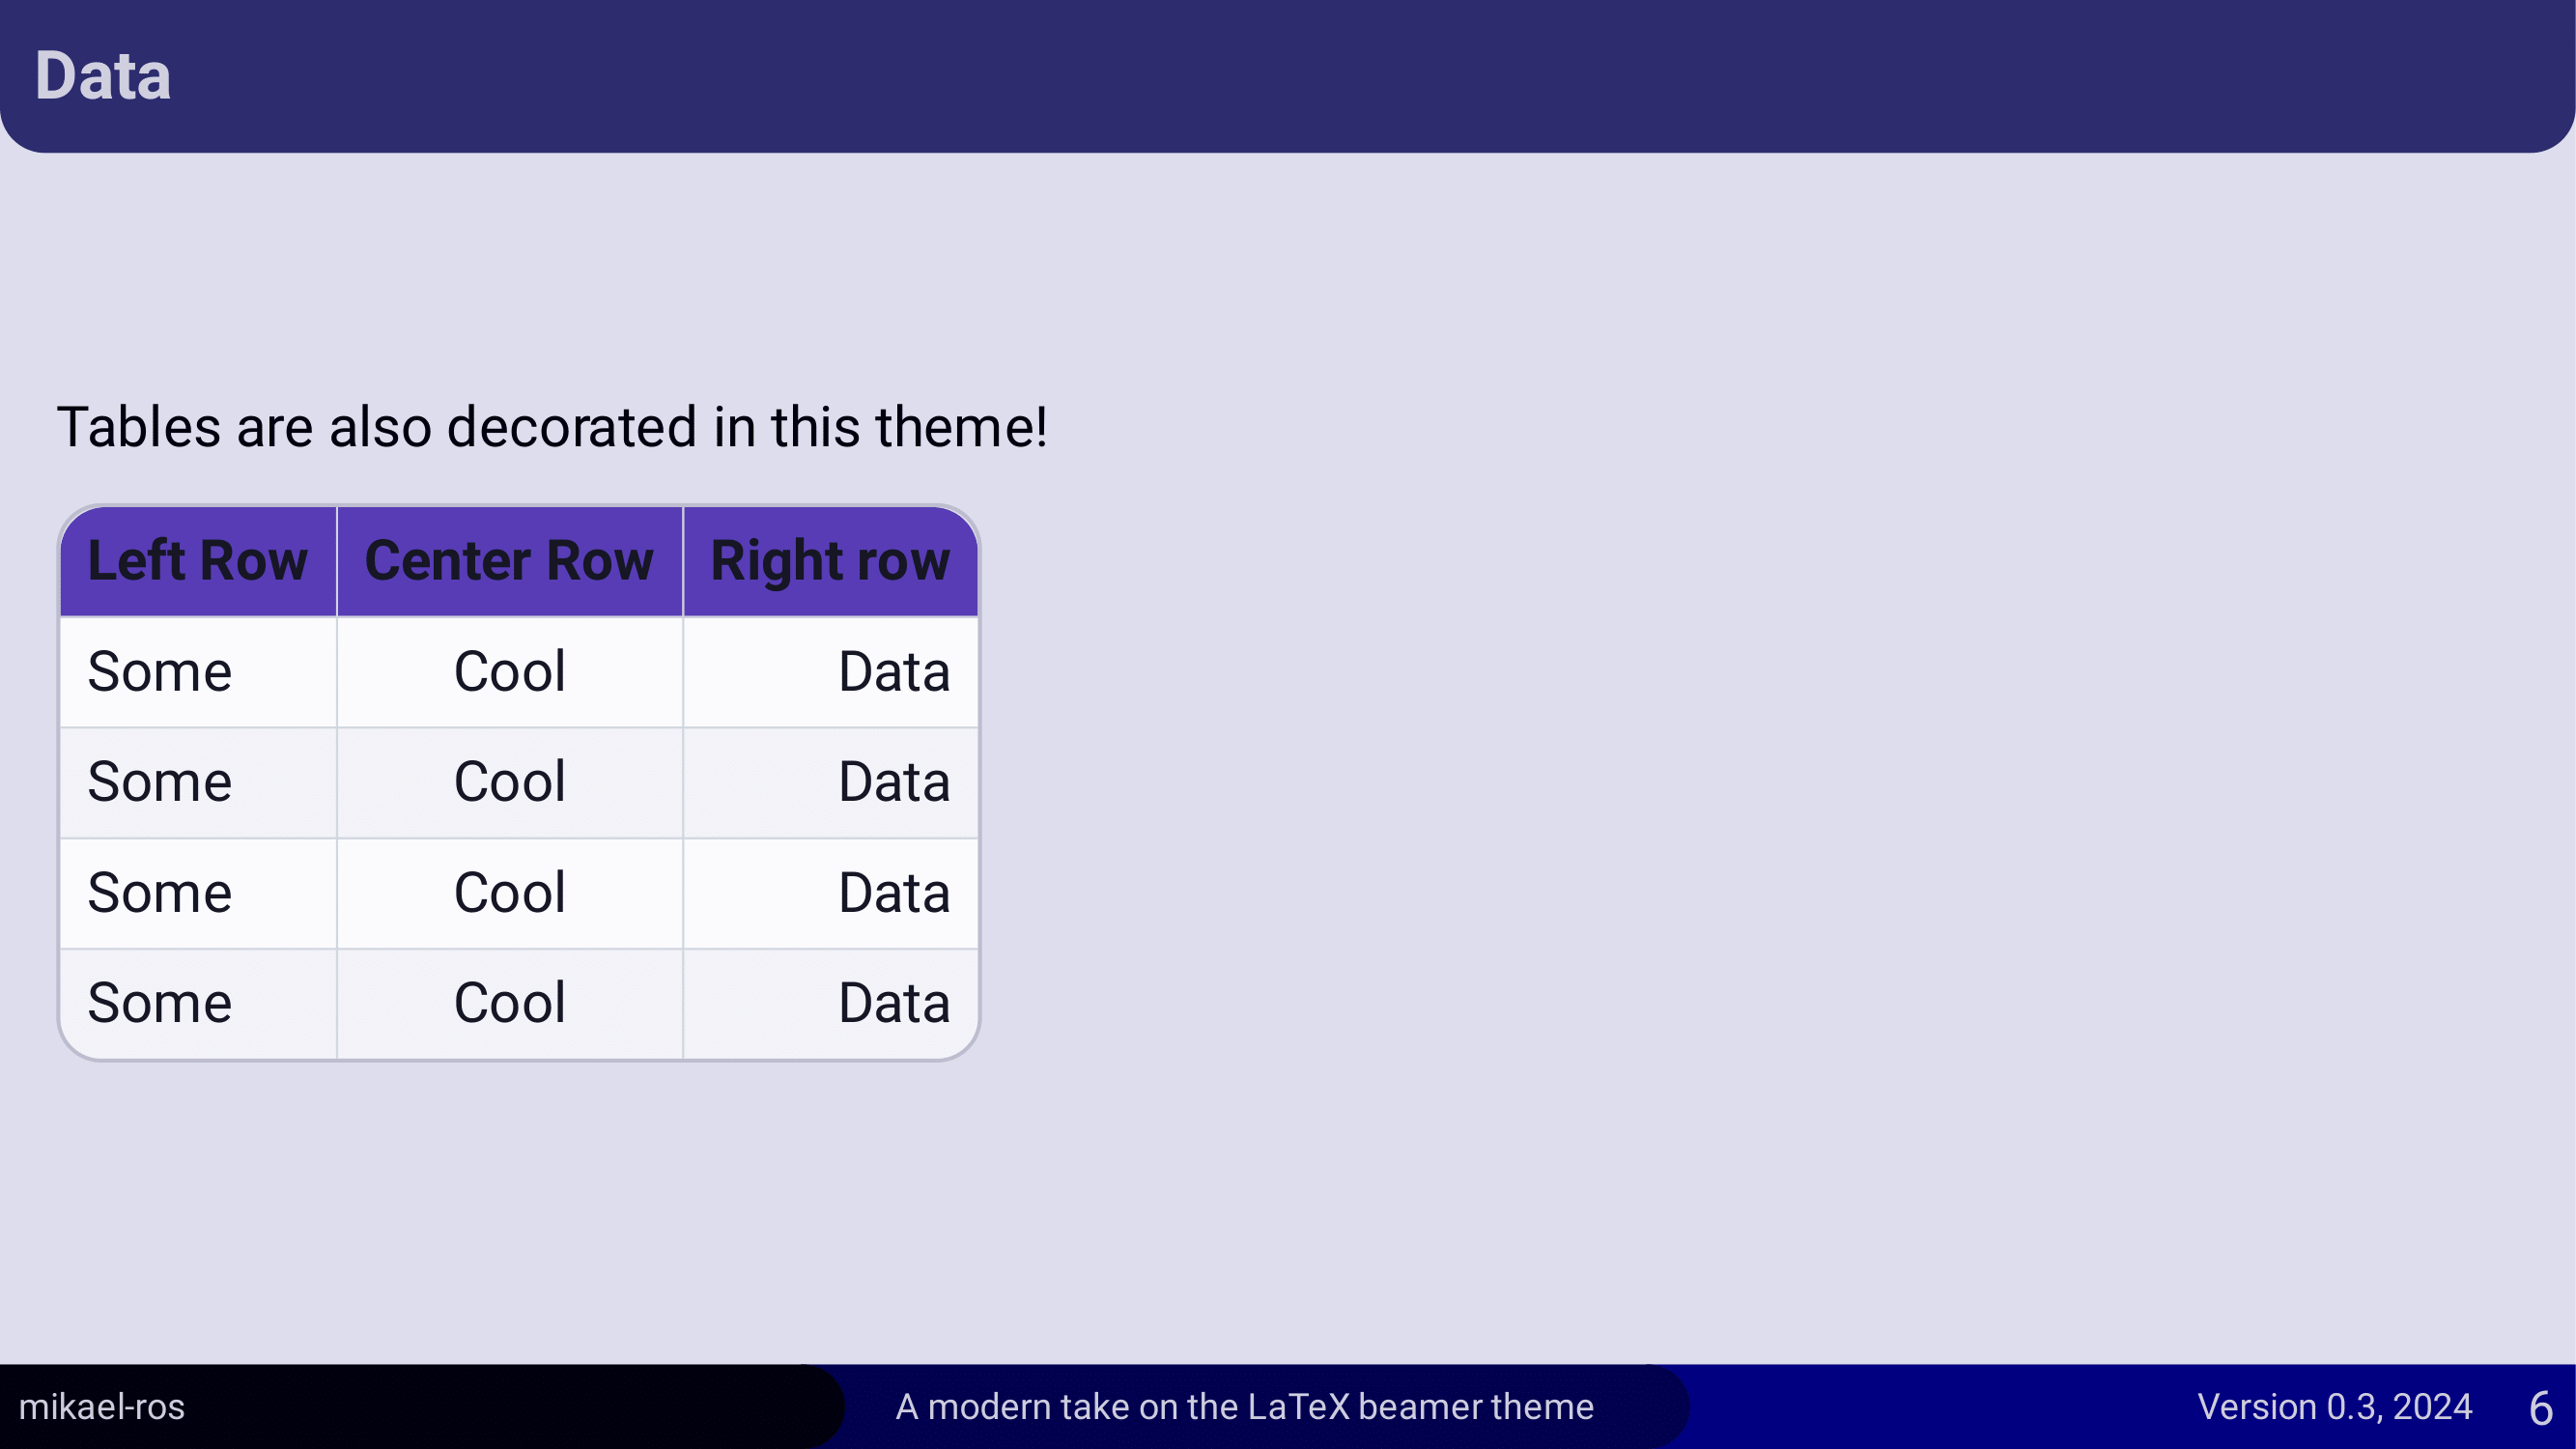 Data
Tables are also decorated in this theme!
Left Row Center Row Right row
Some Cool Data
Some Cool Data
Some Cool Data
Some Cool Data
mikael-ros A modern take on the LaTeX beamer theme Version 0.3, 2024 6